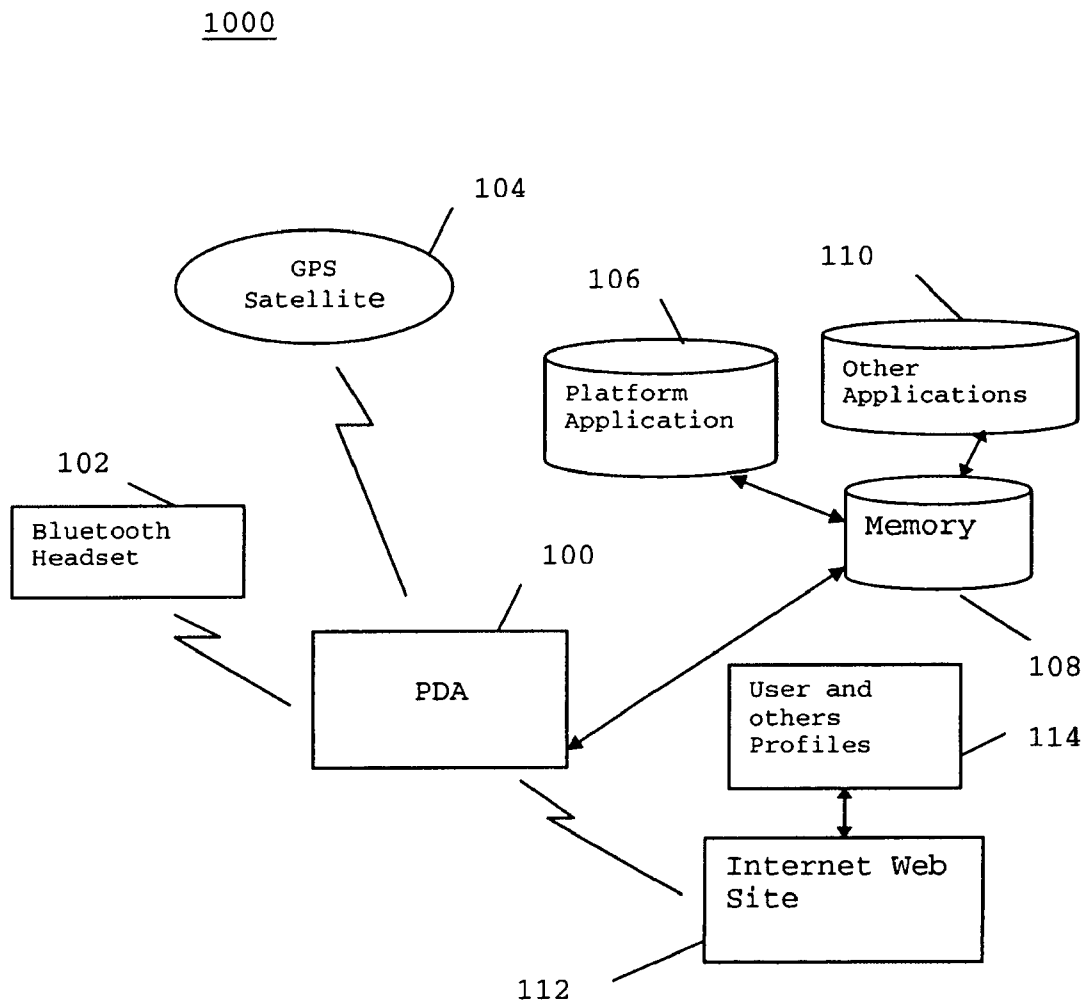 1000
104
GPS
Satellite
110
106
Other
Applications
Platform
Application
102
Memory
Bluetooth
Headset
100
108
PDA
User and
others
Profiles
114
Internet Web
Site
112